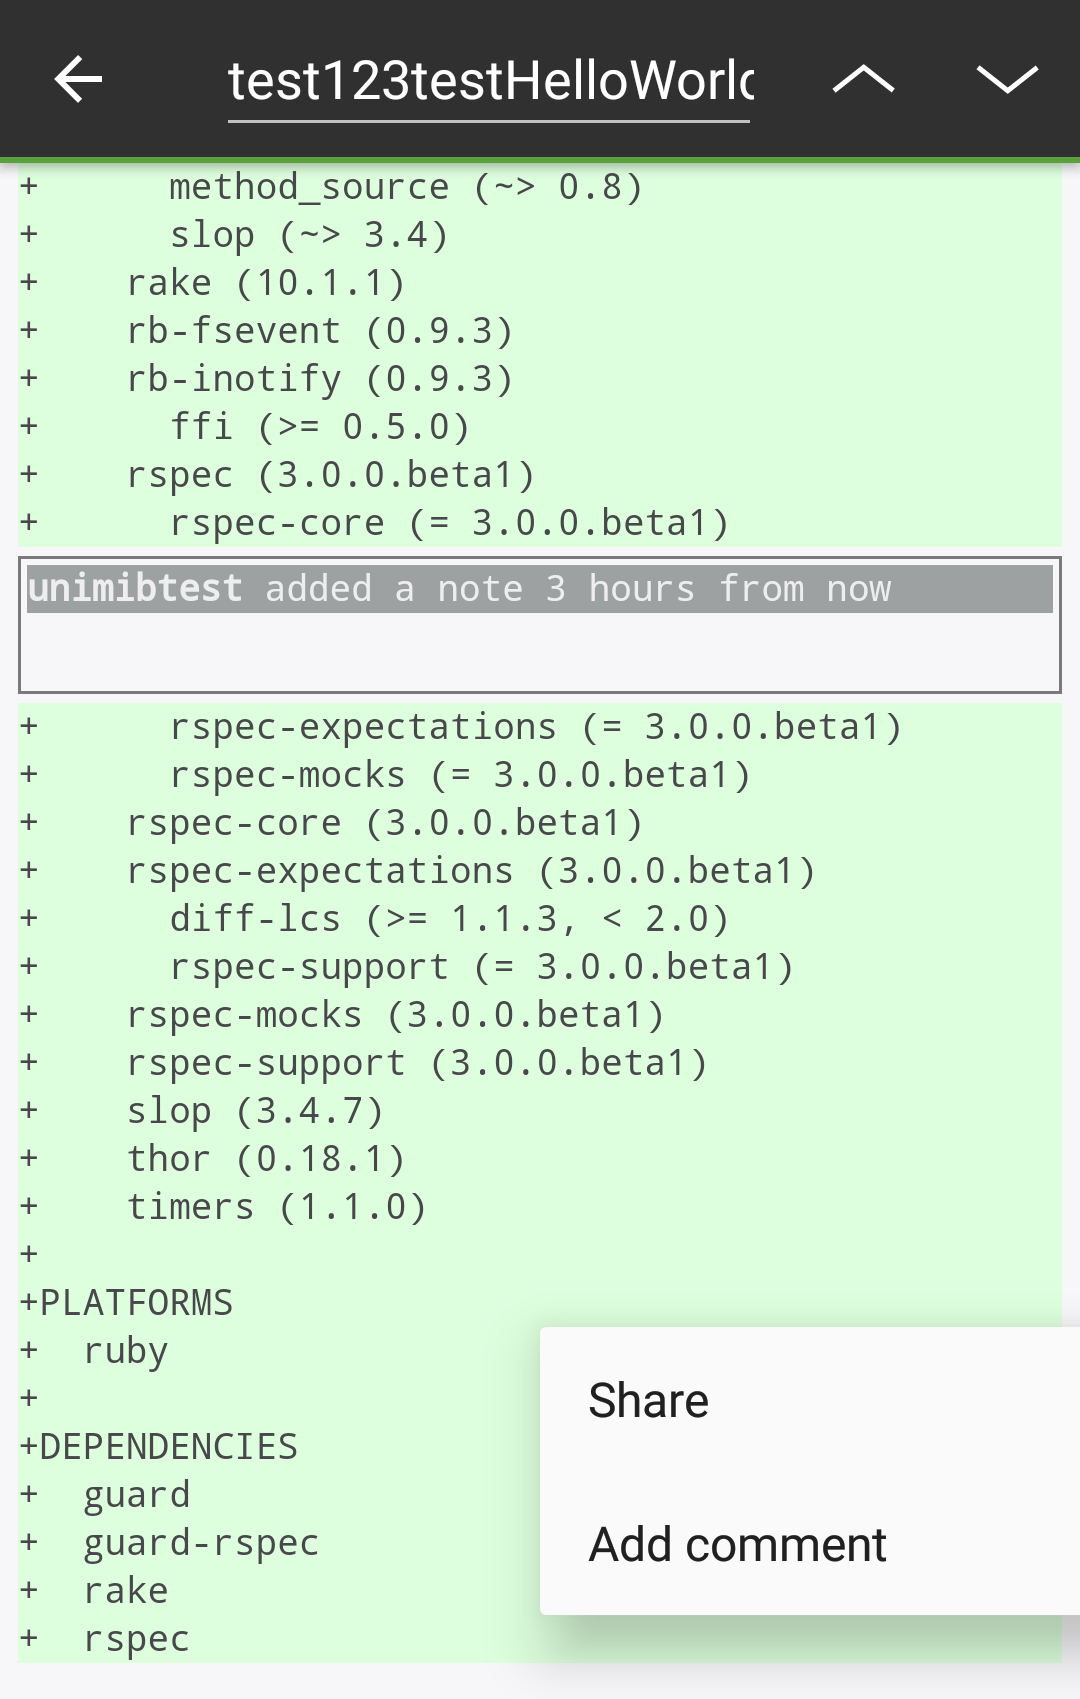 test123testHelloWorl
+      method_source (~> 0.8)
+      slop (~> 3.4)
+    rake (10.1.1)
+    rb-fsevent (0.9.3)
+    rb-inotify (0.9.3)
+      ffi (>= 0.5.0)
+    rspec (3.0.0.beta1)
+      rspec-core (= 3.0.0.beta1)
unimibtest added a note 3 hours from now
+      rspec-expectations (= 3.0.0.beta1)
+      rspec-mocks (= 3.0.0.beta1)
+    rspec-core (3.0.0.beta1)
+    rspec-expectations (3.0.0.beta1)
+      diff-lcs (>= 1.1.3, < 2.0)
+      rspec-support (= 3.0.0.beta1)
+    rspec-mocks (3.0.0.beta1)
+    rspec-support (3.0.0.beta1)
+    slop (3.4.7)
+    thor (0.18.1)
+    timers (1.1.0)
+
+PLATFORMS
+  ruby
+
+DEPENDENCIES
+  guard
+  guard-rspec
+  rake
+  rspec
Share
Add comment